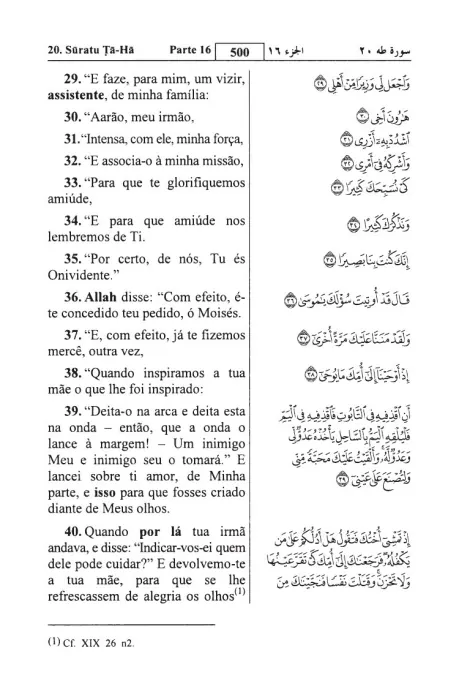 20. Sūratu Ţā-Hā Parte 16 500 الجزء ١٦ سورة طه ٢٠
29. “E faze, para mim, um vizir,
assistente, de minha família:
30. “Aarão, meu irmão,
31.“Intensa, com ele, minha força,
32. “E associa-o à minha missão,
33. “Para que te glorifiquemos
amiúde,
34. “E para que amiúde nos
lembremos de Ti.
35. “Por certo, de nós, Tu és
Onividente.”
36. Allah disse: “Com efeito, é-
te concedido teu pedido, ó Moisés.
37. “E, com efeito, já te fizemos
mercê, outra vez,
38. “Quando inspiramos a tua
mãe o que lhe foi inspirado:
39. “Deita-o na arca e deita esta
na onda – então, que a onda o
lance à margem! – Um inimigo
Meu e inimigo seu o tomará.” E
lancei sobre ti amor, de Minha
parte, e isso para que fosses criado
diante de Meus olhos.
40. Quando por lá tua irmã
andava, e disse: “Indicar-vos-ei quem
dele pode cuidar?” E devolvemo-te
a tua mãe, para que se lhe
refrescassem de alegria os olhos(1)
وَٱجْعَل لِّى وَزِيرًا مِّنْ أَهْلِى ٢٩
هَٰرُونَ أَخِى ٣٠
ٱشْدُدْ بِهِۦٓ أَزْرِى ٣١
وَأَشْرِكْهُ فِىٓ أَمْرِى ٣٢
كَىْ نُسَبِّحَكَ كَثِيرًا ٣٣
وَنَذْكُرَكَ كَثِيرًا ٣٤
إِنَّكَ كُنتَ بِنَا بَصِيرًا ٣٥
قَالَ قَدْ أُوتِيتَ سُؤْلَكَ يَٰمُوسَىٰ ٣٦
وَلَقَدْ مَنَنَّا عَلَيْكَ مَرَّةً أُخْرَىٰٓ ٣٧
إِذْ أَوْحَيْنَآ إِلَىٰٓ أُمِّكَ مَا يُوحَىٰٓ ٣٨
أَنِ ٱقْذِفِيهِ فِى ٱلتَّابُوتِ فَٱقْذِفِيهِ فِى ٱلْيَمِّ
فَلْيُلْقِهِ ٱلْيَمُّ بِٱلسَّاحِلِ يَأْخُذْهُ عَدُوٌّ لِّى
وَعَدُوٌّ لَّهُۥ وَأَلْقَيْتُ عَلَيْكَ مَحَبَّةً مِّنِّى
وَلِتُصْنَعَ عَلَىٰ عَيْنِىٓ ٣٩
إِذْ تَمْشِىٓ أُخْتُكَ فَتَقُولُ هَلْ أَدُلُّكُمْ عَلَىٰ مَن
يَكْفُلُهُۥ فَرَجَعْنَٰكَ إِلَىٰٓ أُمِّكَ كَىْ تَقَرَّ عَيْنُهَا
وَلَا تَحْزَنَ وَقَتَلْتَ نَفْسًا فَنَجَّيْنَٰكَ مِنَ
(1) Cf. XIX 26 n2.